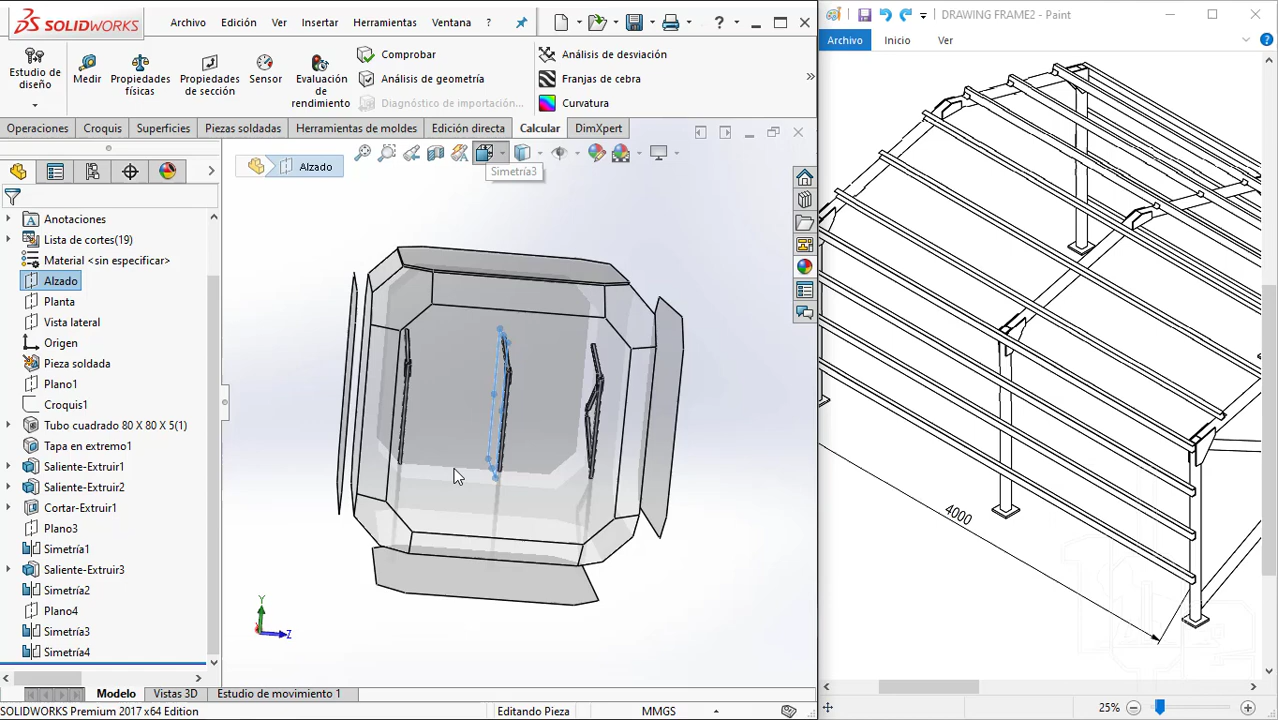 SOLIDWORKS
Archivo Edición Ver Insertar Herramientas Ventana ?
DRAWING FRAME2 - Paint
Archivo Inicio Ver
Estudio de diseño
Medir
Propiedades físicas
Propiedades de sección
Sensor
Evaluación de rendimiento
Comprobar
Análisis de geometría
Diagnóstico de importación...
Análisis de desviación
Franjas de cebra
Curvatura
Operaciones Croquis Superficies Piezas soldadas Herramientas de moldes Edición directa Calcular DimXpert
Alzado
Simetría3
Anotaciones
Lista de cortes(19)
Material <sin especificar>
Alzado
Planta
Vista lateral
Origen
Pieza soldada
Plano1
Croquis1
Tubo cuadrado 80 X 80 X 5(1)
Tapa en extremo1
Saliente-Extruir1
Saliente-Extruir2
Cortar-Extruir1
Plano3
Simetría1
Saliente-Extruir3
Simetría2
Plano4
Simetría3
Simetría4
Y
Z
4000
Modelo Vistas 3D Estudio de movimiento 1
SOLIDWORKS Premium 2017 x64 Edition Editando Pieza MMGS
25%